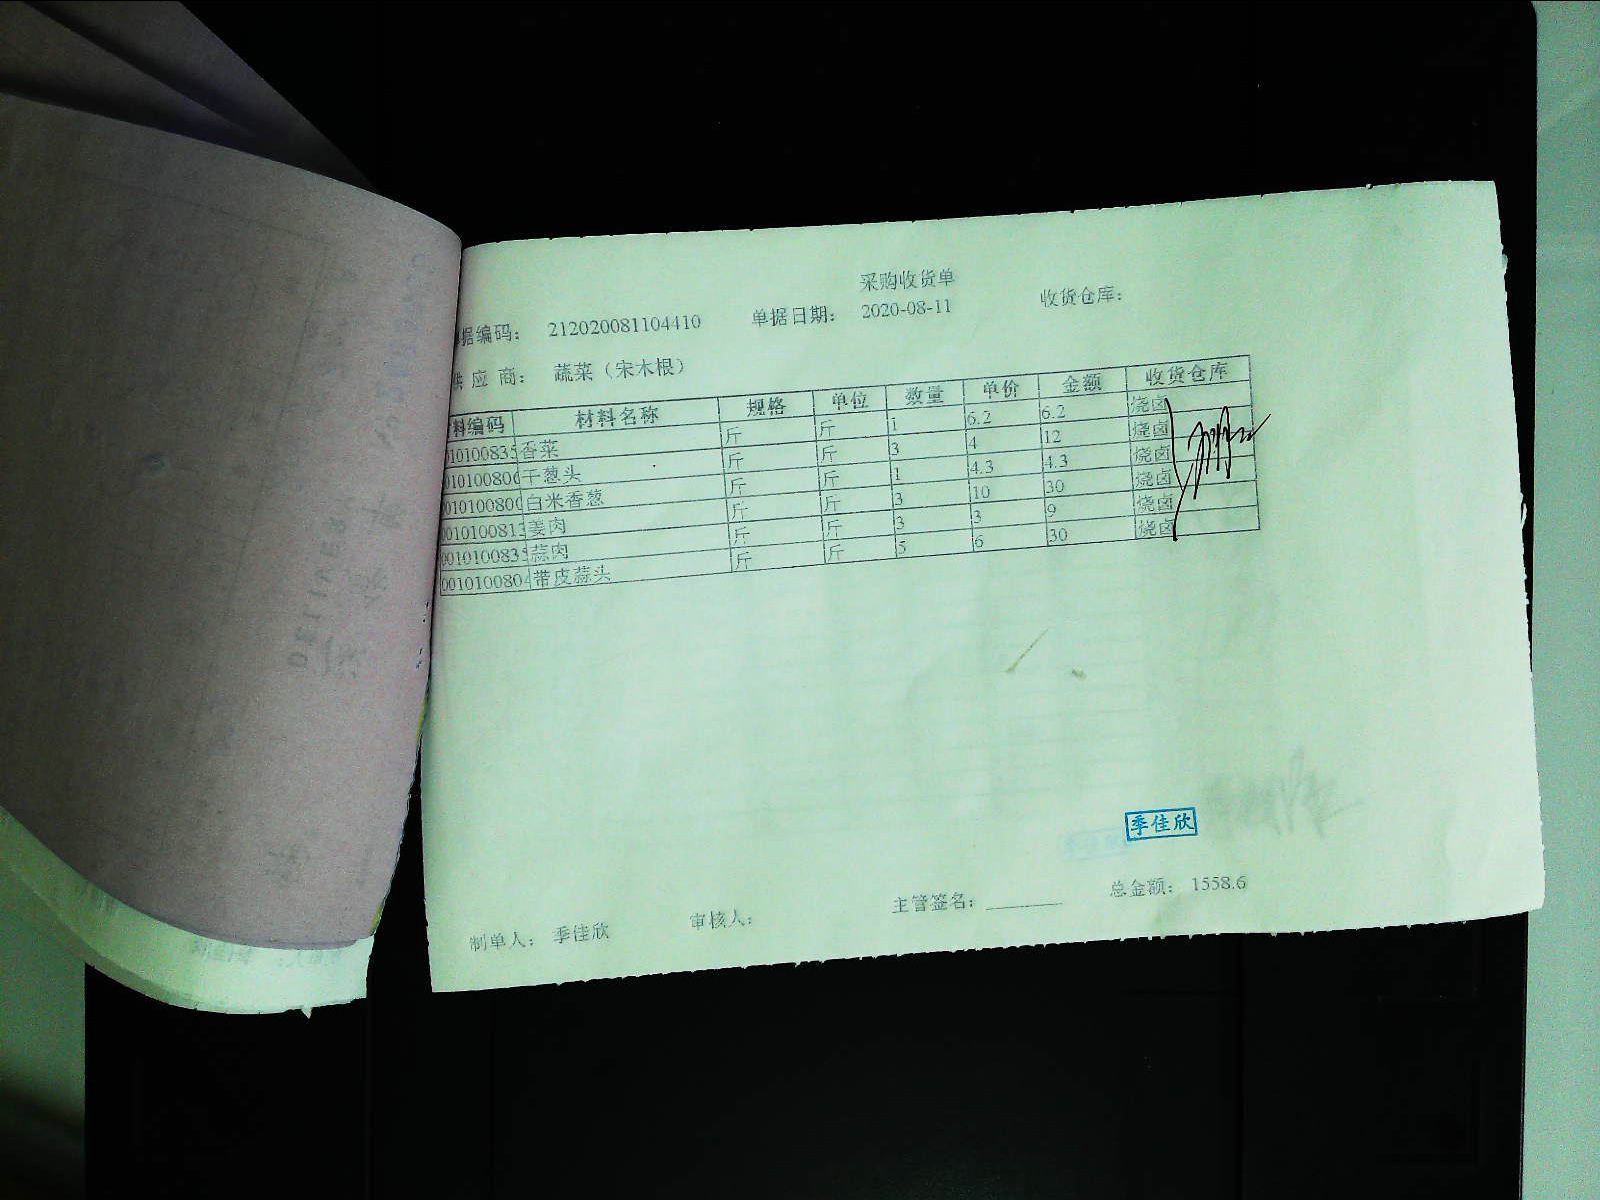 采购收货单
据编码： 212020081104410 单据日期： 2020-08-11 收货仓库：
供 应 商： 蔬菜（宋木根）
料编码 材料名称 规格 单位 数量 单价 金额 收货仓库
010100835 香菜 斤 斤 1 6.2 6.2 烧卤
010100800 干葱头 斤 斤 3 4 12 烧卤
010100800 白米香葱 斤 斤 1 4.3 4.3 烧卤
010100813 姜肉 斤 斤 3 10 30 烧卤
0010100835 蒜肉 斤 斤 3 3 9 烧卤
0010100804 带皮蒜头 斤 斤 5 6 30 烧卤
季佳欣
制单人： 季佳欣 审核人： 主管签名： 总金额： 1558.6